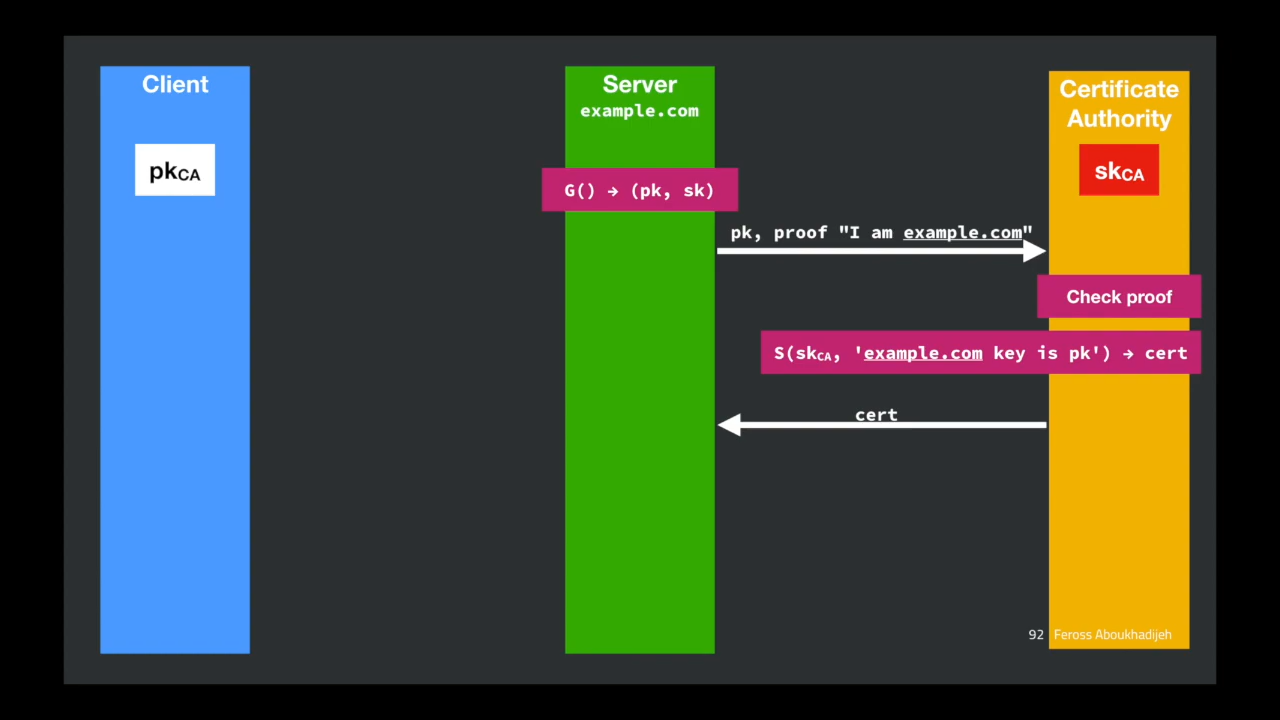 Client
Server
example.com
Certificate
Authority
pkCA
skCA
G() → (pk, sk)
pk, proof "I am example.com"
Check proof
S(skCA, 'example.com key is pk') → cert
cert
92 Feross Aboukhadijeh